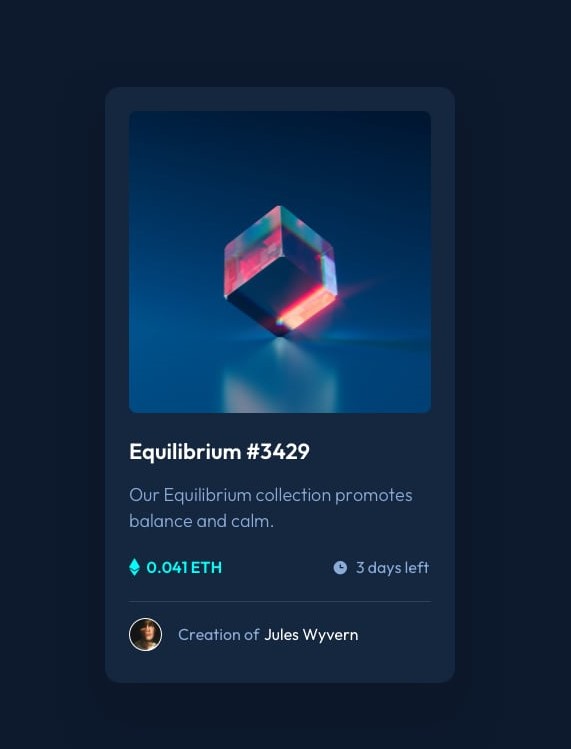 Equilibrium #3429
Our Equilibrium collection promotes
balance and calm.
0.041 ETH
3 days left
Creation of Jules Wyvern